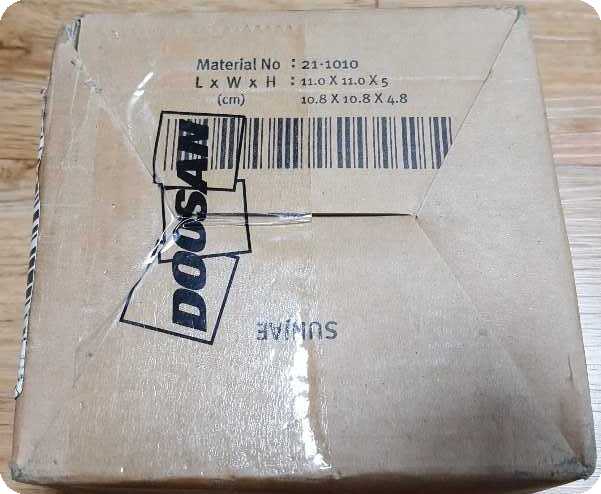 Material No : 21-1010
L x W x H : 11.0 X 11.0 X 5
(cm) 10.8 X 10.8 X 4.8
DOOSAN
SUNJAE